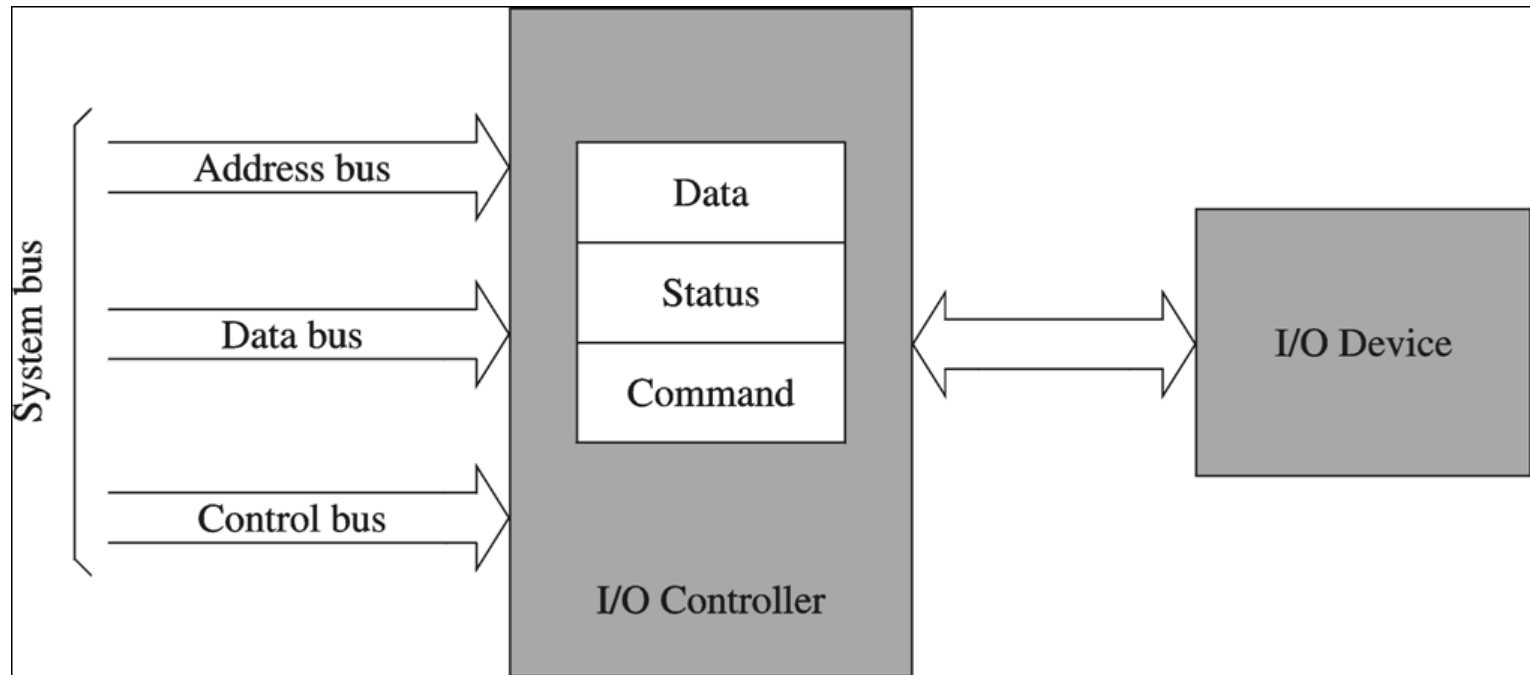 System bus
Address bus
Data bus
Control bus
Data
Status
Command
I/O Controller
I/O Device